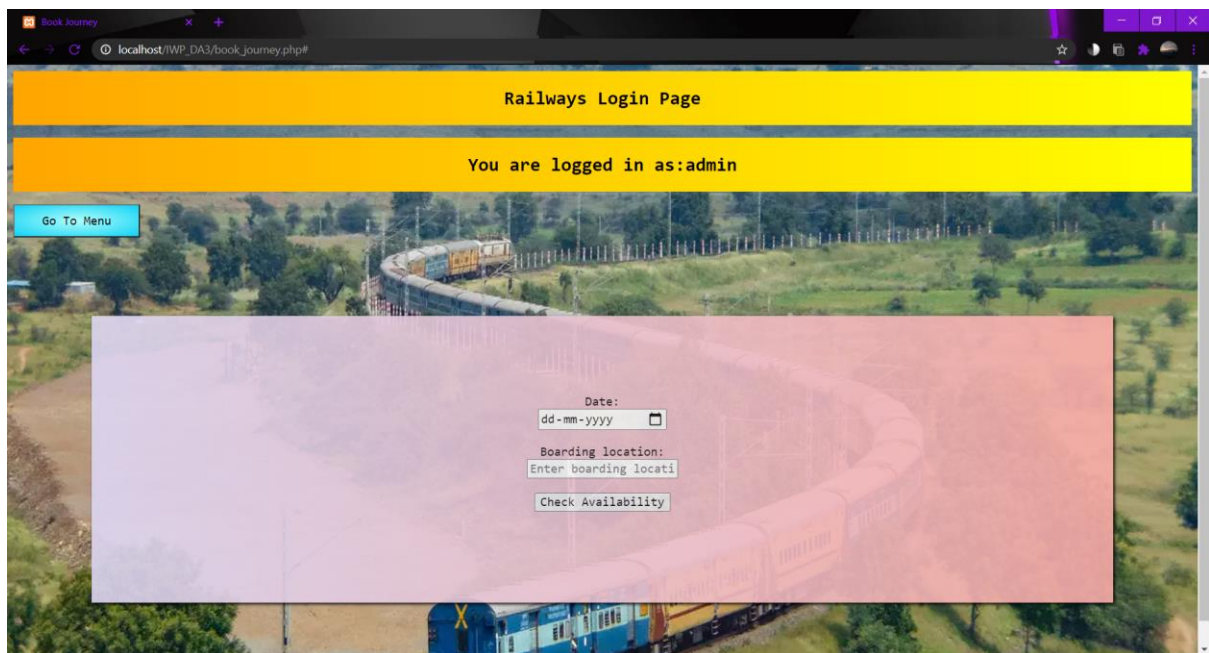 Book Journey
localhost/IWP_DA3/book_journey.php#
Railways Login Page
You are logged in as:admin
Go To Menu
Date:
dd-mm-yyyy
Boarding location:
Enter boarding locati
Check Availability